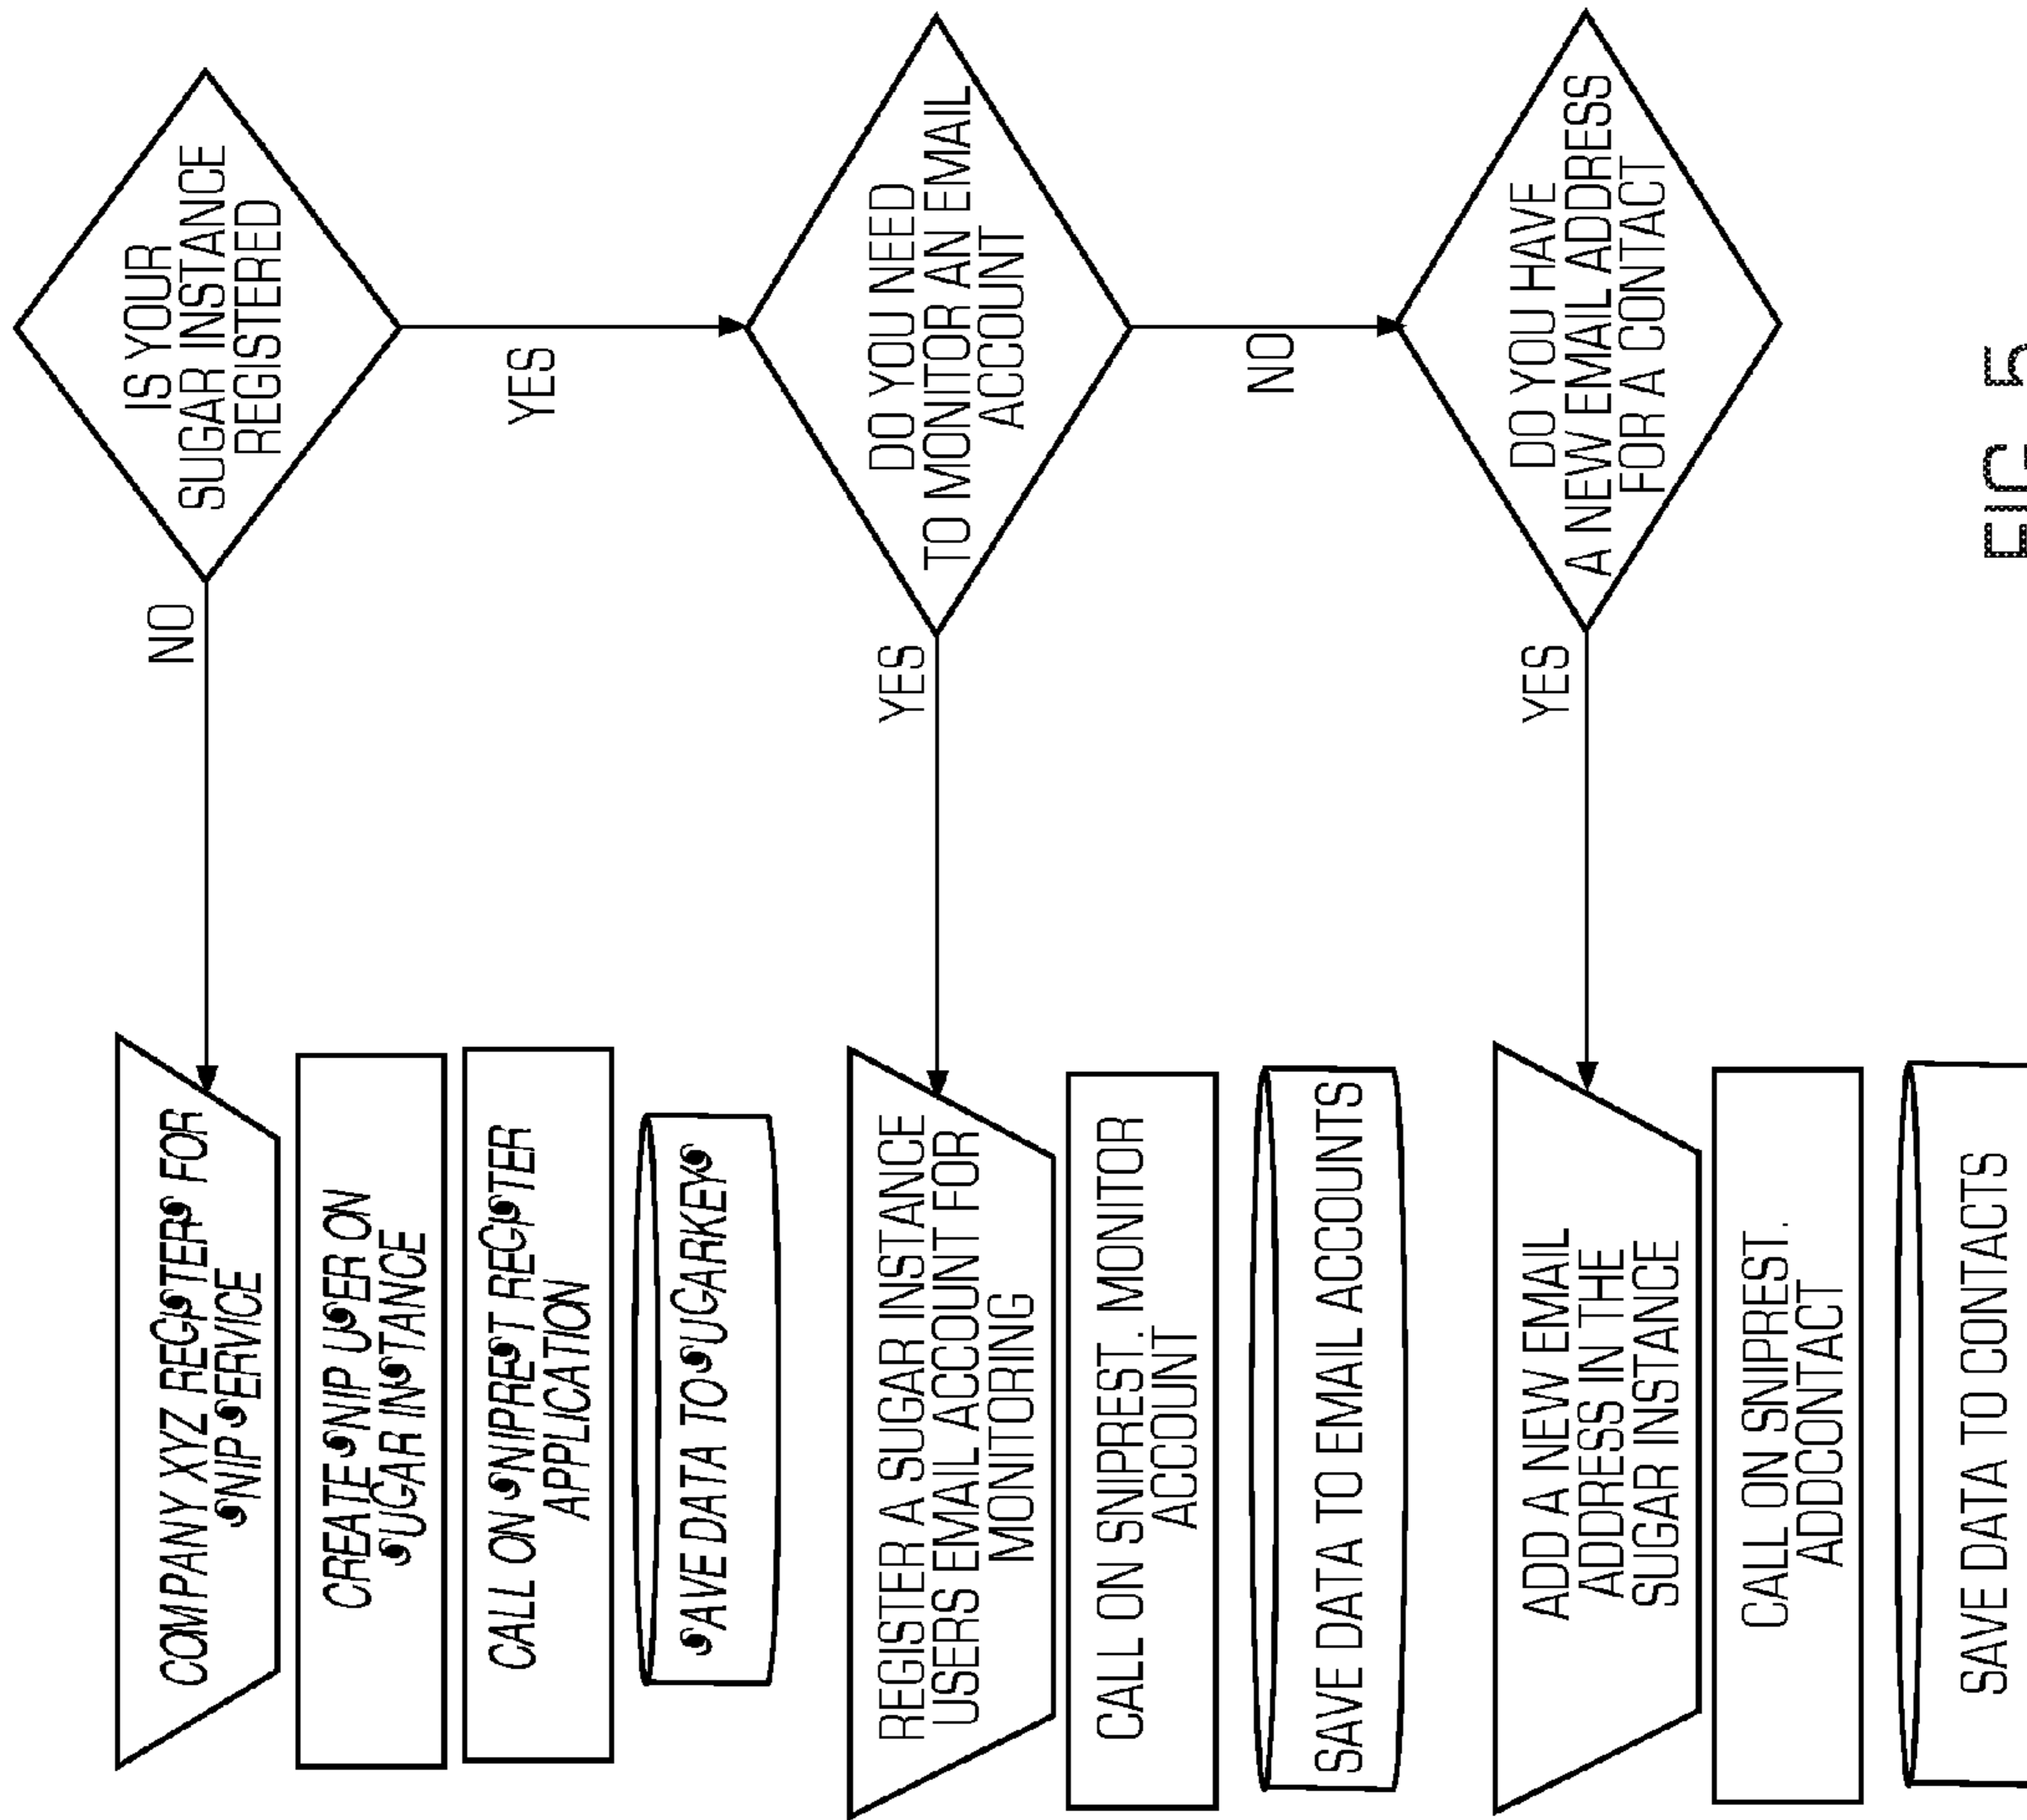 IS YOUR
SUGAR INSTANCE
REGISTERED
NO
YES
COMPANY XYZ REGISTERS FOR
SNIP SERVICE
CREATE SNIP USER ON
SUGAR INSTANCE
CALL ON SNIPREST REGISTER
APPLICATION
SAVE DATA TO SUGARKEYS
DO YOU NEED
TO MONITOR AN EMAIL
ACCOUNT
YES
NO
REGISTER A SUGAR INSTANCE
USERS EMAIL ACCOUNT FOR
MONITORING
CALL ON SNIPREST. MONITOR
ACCOUNT
SAVE DATA TO EMAIL ACCOUNTS
DO YOU HAVE
A NEW EMAIL ADDRESS
FOR A CONTACT
YES
ADD A NEW EMAIL
ADDRESS IN THE
SUGAR INSTANCE
CALL ON SNIPREST.
ADDCONTACT
SAVE DATA TO CONTACTS
FIG. 5